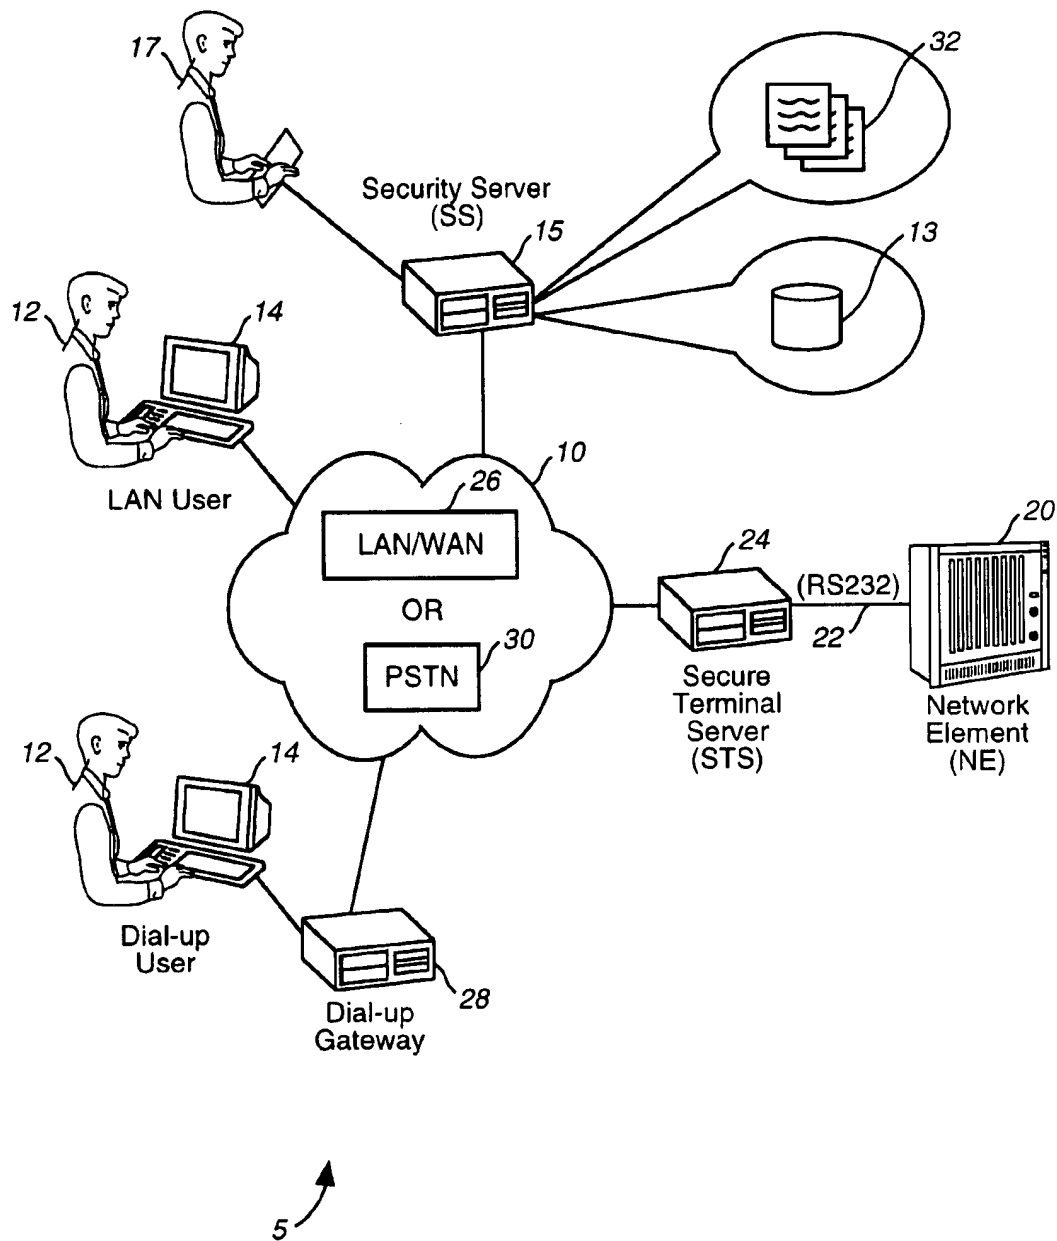 17
32
Security Server
(SS)
15
13
12
14
LAN User
10
26
LAN/WAN
OR
30
PSTN
24
(RS232)
22
20
Secure
Terminal
Server
(STS)
Network
Element
(NE)
12
14
Dial-up
User
28
Dial-up
Gateway
5